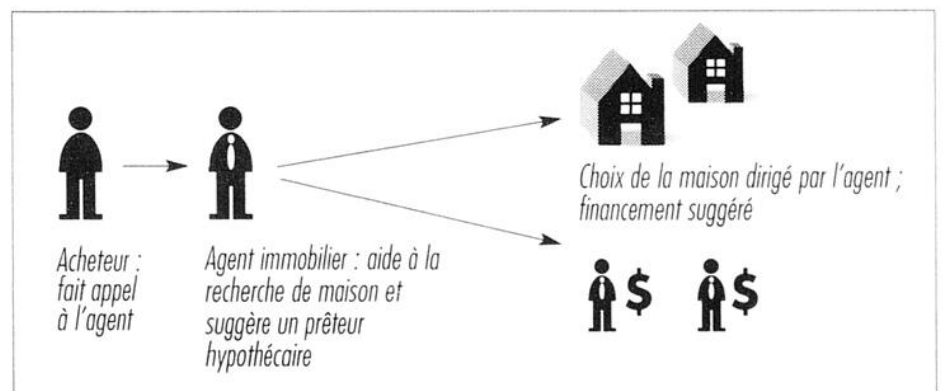 Choix de la maison dirigé par l'agent ;
financement suggéré
Acheteur :
fait appel
à l'agent
Agent immobilier : aide à la
recherche de maison et
suggère un prêteur
hypothécaire
$ $